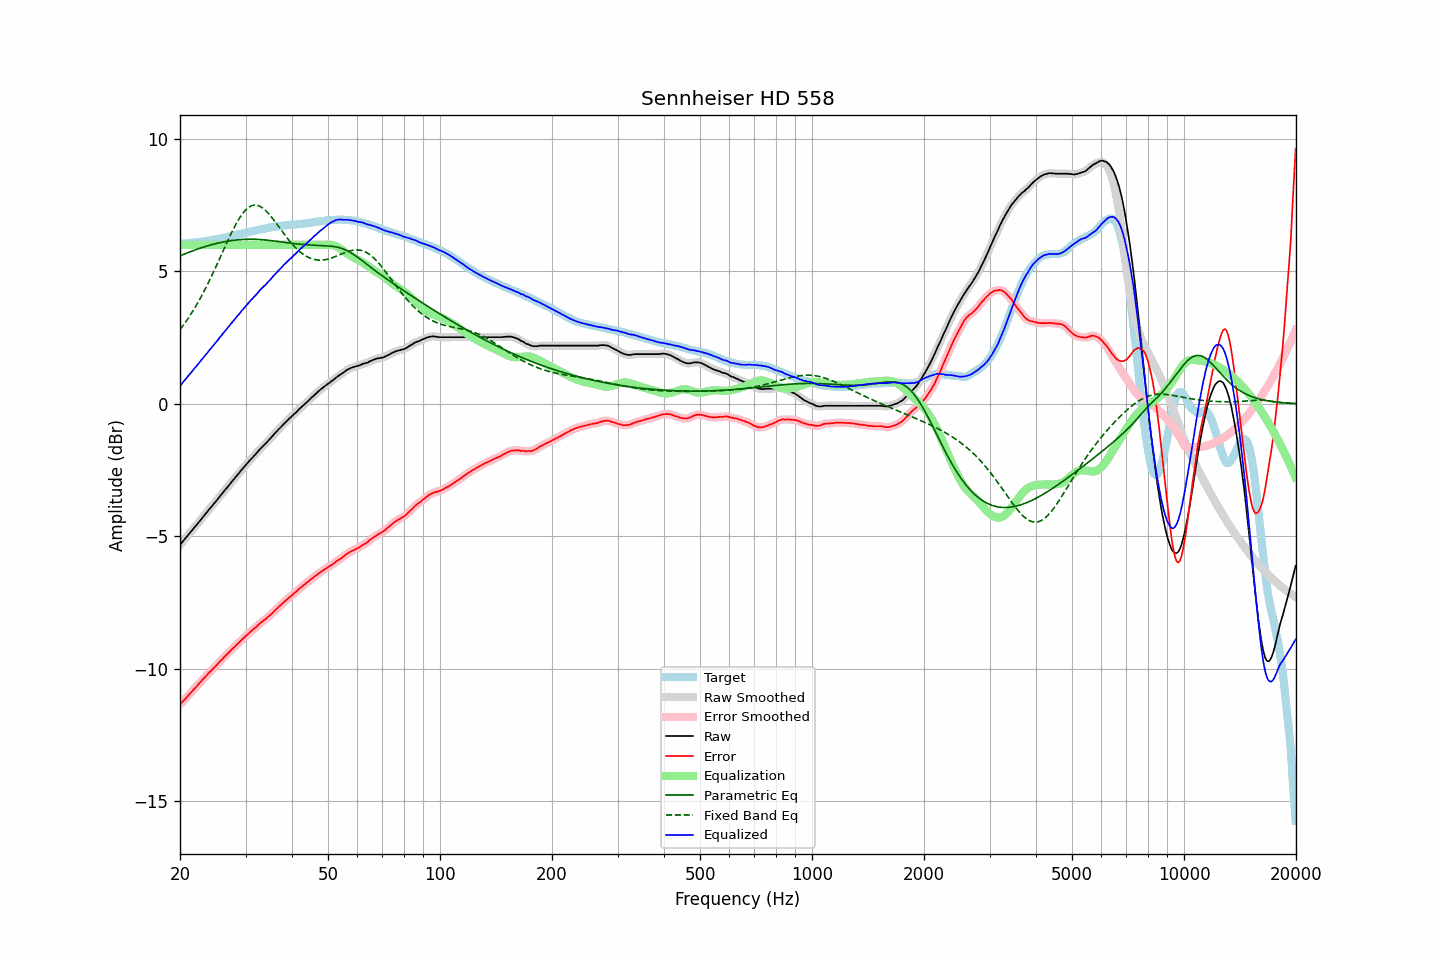 Sennheiser HD 558
Amplitude (dBr)
10
5
0
−5
−10
−15
Target
Raw Smoothed
Error Smoothed
Raw
Error
Equalization
Parametric Eq
Fixed Band Eq
Equalized
20 50 100 200 500 1000 2000 5000 10000 20000
Frequency (Hz)